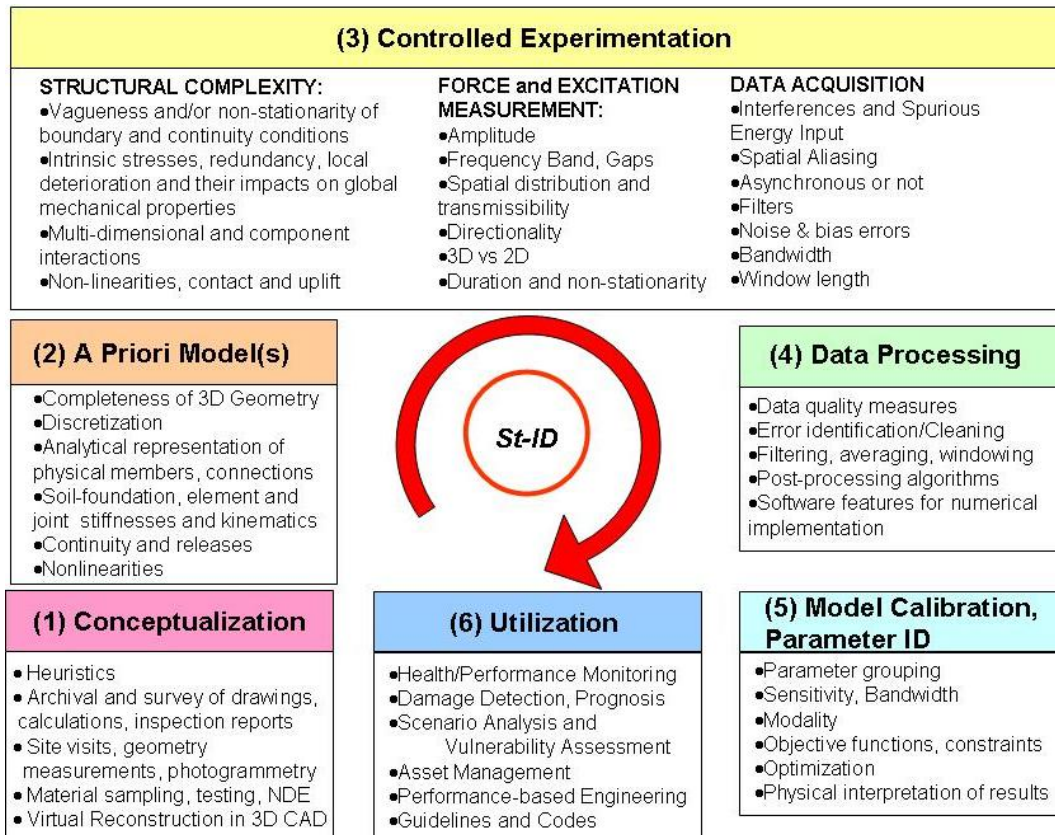 (3) Controlled Experimentation
STRUCTURAL COMPLEXITY:
●Vagueness and/or non-stationarity of
boundary and continuity conditions
●Intrinsic stresses, redundancy, local
deterioration and their impacts on global
mechanical properties
●Multi-dimensional and component
interactions
●Non-linearities, contact and uplift
FORCE and EXCITATION
MEASUREMENT:
●Amplitude
●Frequency Band, Gaps
●Spatial distribution and
transmissibility
●Directionality
●3D vs 2D
●Duration and non-stationarity
DATA ACQUISITION
●Interferences and Spurious
Energy Input
●Spatial Aliasing
●Asynchronous or not
●Filters
●Noise & bias errors
●Bandwidth
●Window length
(2) A Priori Model(s)
●Completeness of 3D Geometry
●Discretization
●Analytical representation of
physical members, connections
●Soil-foundation, element and
joint stiffnesses and kinematics
●Continuity and releases
●Nonlinearities
St-ID
(4) Data Processing
●Data quality measures
●Error identification/Cleaning
●Filtering, averaging, windowing
●Post-processing algorithms
●Software features for numerical
implementation
(1) Conceptualization
● Heuristics
● Archival and survey of drawings,
calculations, inspection reports
● Site visits, geometry
measurements, photogrammetry
● Material sampling, testing, NDE
● Virtual Reconstruction in 3D CAD
(6) Utilization
●Health/Performance Monitoring
●Damage Detection, Prognosis
●Scenario Analysis and
Vulnerability Assessment
●Asset Management
●Performance-based Engineering
●Guidelines and Codes
(5) Model Calibration,
Parameter ID
●Parameter grouping
●Sensitivity, Bandwidth
●Modality
●Objective functions, constraints
●Optimization
●Physical interpretation of results